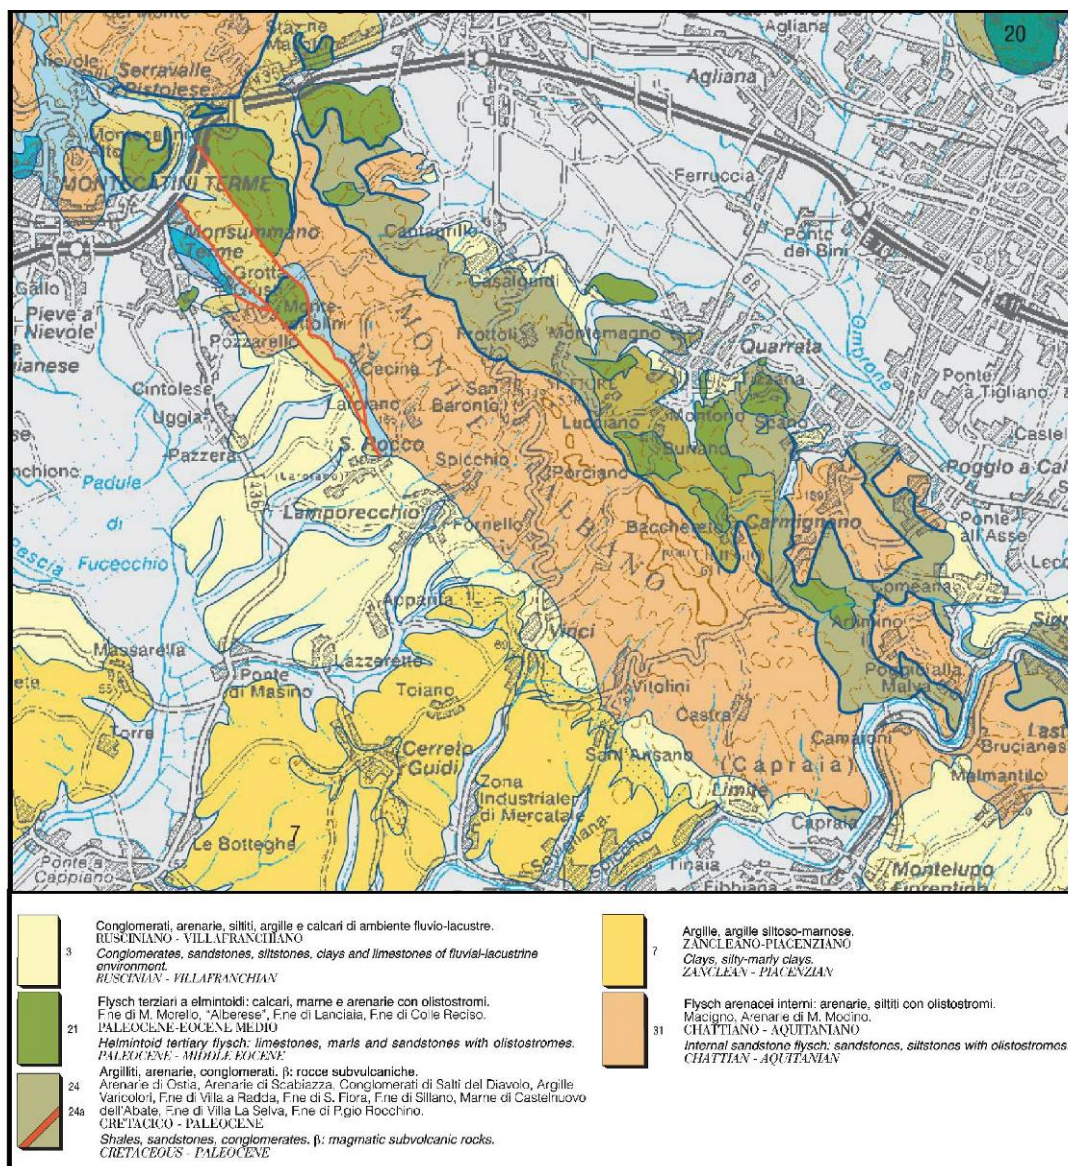 20
Agliana
Agliana
Serravalle
Pistoiese
Ferruccia
MONTECATINI TERME
Ponte
dei Bini
Monsummano
Terme
Cantagrillo
Grotta
Casalguidi
Gallo
Pieve a
Nievole
Pozzarello
Montemagno
Ombrone
Quarrata
Cecina
Cintolese
San
Baronto
Ponte
a Tigliano
Uggia
Lucciano
Montorio
S. Rocco
Pazzera
Spicchio
Porciano
Buriano
Padule
436
Lamporecchio
Fornello
Bacchereto
Carmignano
Ponte
all'Asse
di
Fucecchio
MONTE
ALBANO
Comeana
Apparita
Artimino
Vinci
Massarella
Lazzeretto
Poggio alla
Malva
Ponte
di Masino
Toiano
Vitolini
Castra
Torre
Camaioni
Brucianesi
Cerreto
Guidi
Sant'Ansano
(Capraia)
Malmantile
Zona
Industriale
di Mercatale
Limite
7
Capraia
Le Botteghe
Sovigliana
Spicchio
Ponte a
Cappiano
Tinaia
Fibbiana
Montelupo
Fiorentino
Conglomerati, arenarie, siltiti, argille e calcari di ambiente fluvio-lacustre.
RUSCINIANO - VILLAFRANCHIANO
3
Conglomerates, sandstones, siltstones, clays and limestones of fluvial-lacustrine
environment.
RUSCINIAN - VILLAFRANCHIAN
Flysch terziari a elmintoidi: calcari, marne e arenarie con olistostromi.
F.ne di M. Morello, "Alberese", F.ne di Lanciaia, F.ne di Colle Reciso.
21
PALEOCENE-EOCENE MEDIO
Helmintoid tertiary flysch: limestones, marls and sandstones with olistostromes.
PALEOCENE - MIDDLE EOCENE
Argilliti, arenarie, conglomerati. β: rocce subvulcaniche.
24
Arenarie di Ostia, Arenarie di Scabiazza, Conglomerati di Salti del Diavolo, Argille
Varicolori, F.ne di Villa a Radda, F.ne di S. Fiora, F.ne di Sillano, Marne di Castelnuovo
24a
dell'Abate, F.ne di Villa La Selva, F.ne di P.gio Rocchino.
CRETACICO - PALEOCENE
Shales, sandstones, conglomerates. β: magmatic subvolcanic rocks.
CRETACEOUS - PALEOCENE
Argille, argille siltoso-marnose.
7
ZANCLEANO-PIACENZIANO
Clays, silty-marly clays.
ZANCLEAN - PIACENZIAN
Flysch arenacei interni: arenarie, siltiti con olistostromi.
Macigno, Arenarie di M. Modino.
31
CHATTIANO - AQUITANIANO
Internal sandstone flysch: sandstones, siltstones with olistostromes
CHATTIAN - AQUITANIAN